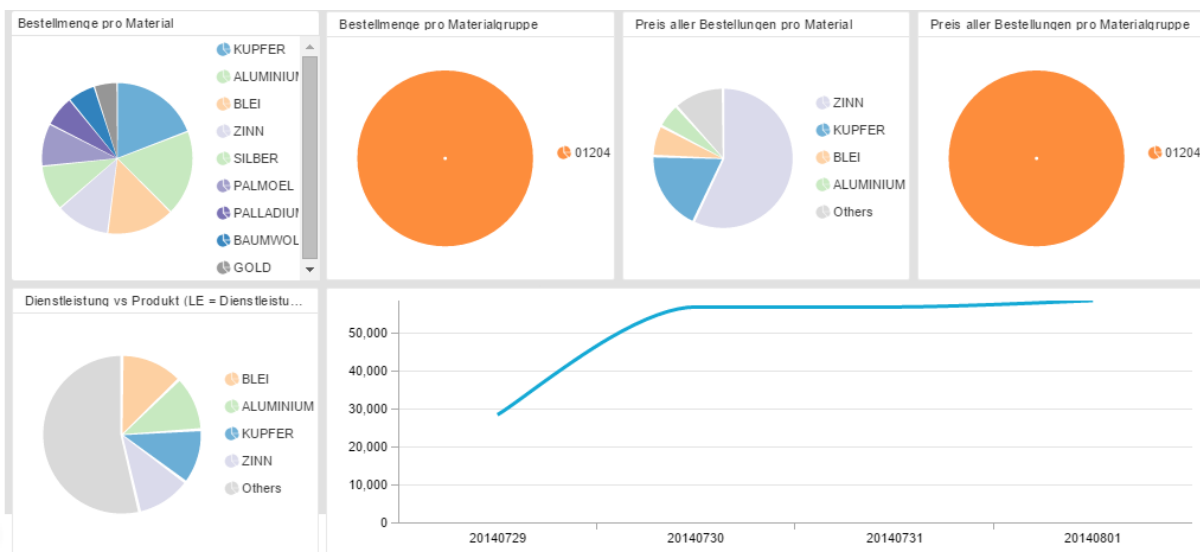 Bestellmenge pro Material
KUPFER
ALUMINIUM
BLEI
ZINN
SILBER
PALMOEL
PALLADIUM
BAUMWOL
GOLD
Bestellmenge pro Materialgruppe
01204
Preis aller Bestellungen pro Material
ZINN
KUPFER
BLEI
ALUMINIUM
Others
Preis aller Bestellungen pro Materialgruppe
01204
Dienstleistung vs Produkt (LE = Dienstleistu...
BLEI
ALUMINIUM
KUPFER
ZINN
Others
50,000
40,000
30,000
20,000
10,000
0
20140729
20140730
20140731
20140801